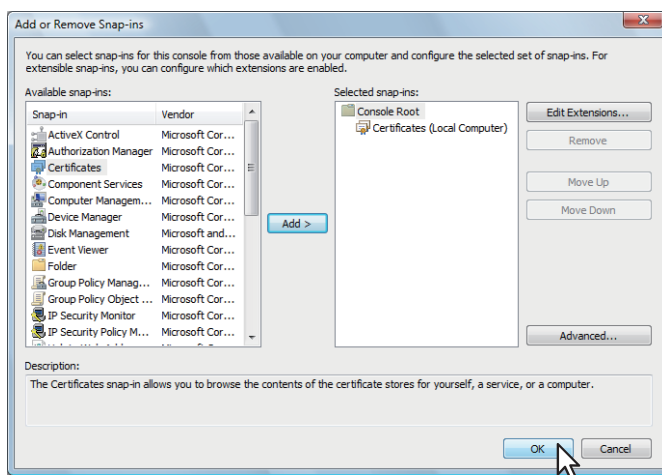 Add or Remove Snap-ins
You can select snap-ins for this console from those available on your computer and configure the selected set of snap-ins. For
extensible snap-ins, you can configure which extensions are enabled.
Available snap-ins:
Selected snap-ins:
Snap-in Vendor
ActiveX Control Microsoft Cor...
Authorization Manager Microsoft Cor...
Certificates Microsoft Cor...
Component Services Microsoft Cor...
Computer Managem... Microsoft Cor...
Device Manager Microsoft Cor...
Disk Management Microsoft and...
Event Viewer Microsoft Cor...
Folder Microsoft Cor...
Group Policy Manag... Microsoft Cor...
Group Policy Object ... Microsoft Cor...
IP Security Monitor Microsoft Cor...
IP Security Policy M... Microsoft Cor...
Add >
Console Root
Certificates (Local Computer)
Edit Extensions...
Remove
Move Up
Move Down
Advanced...
Description:
The Certificates snap-in allows you to browse the contents of the certificate stores for yourself, a service, or a computer.
OK
Cancel